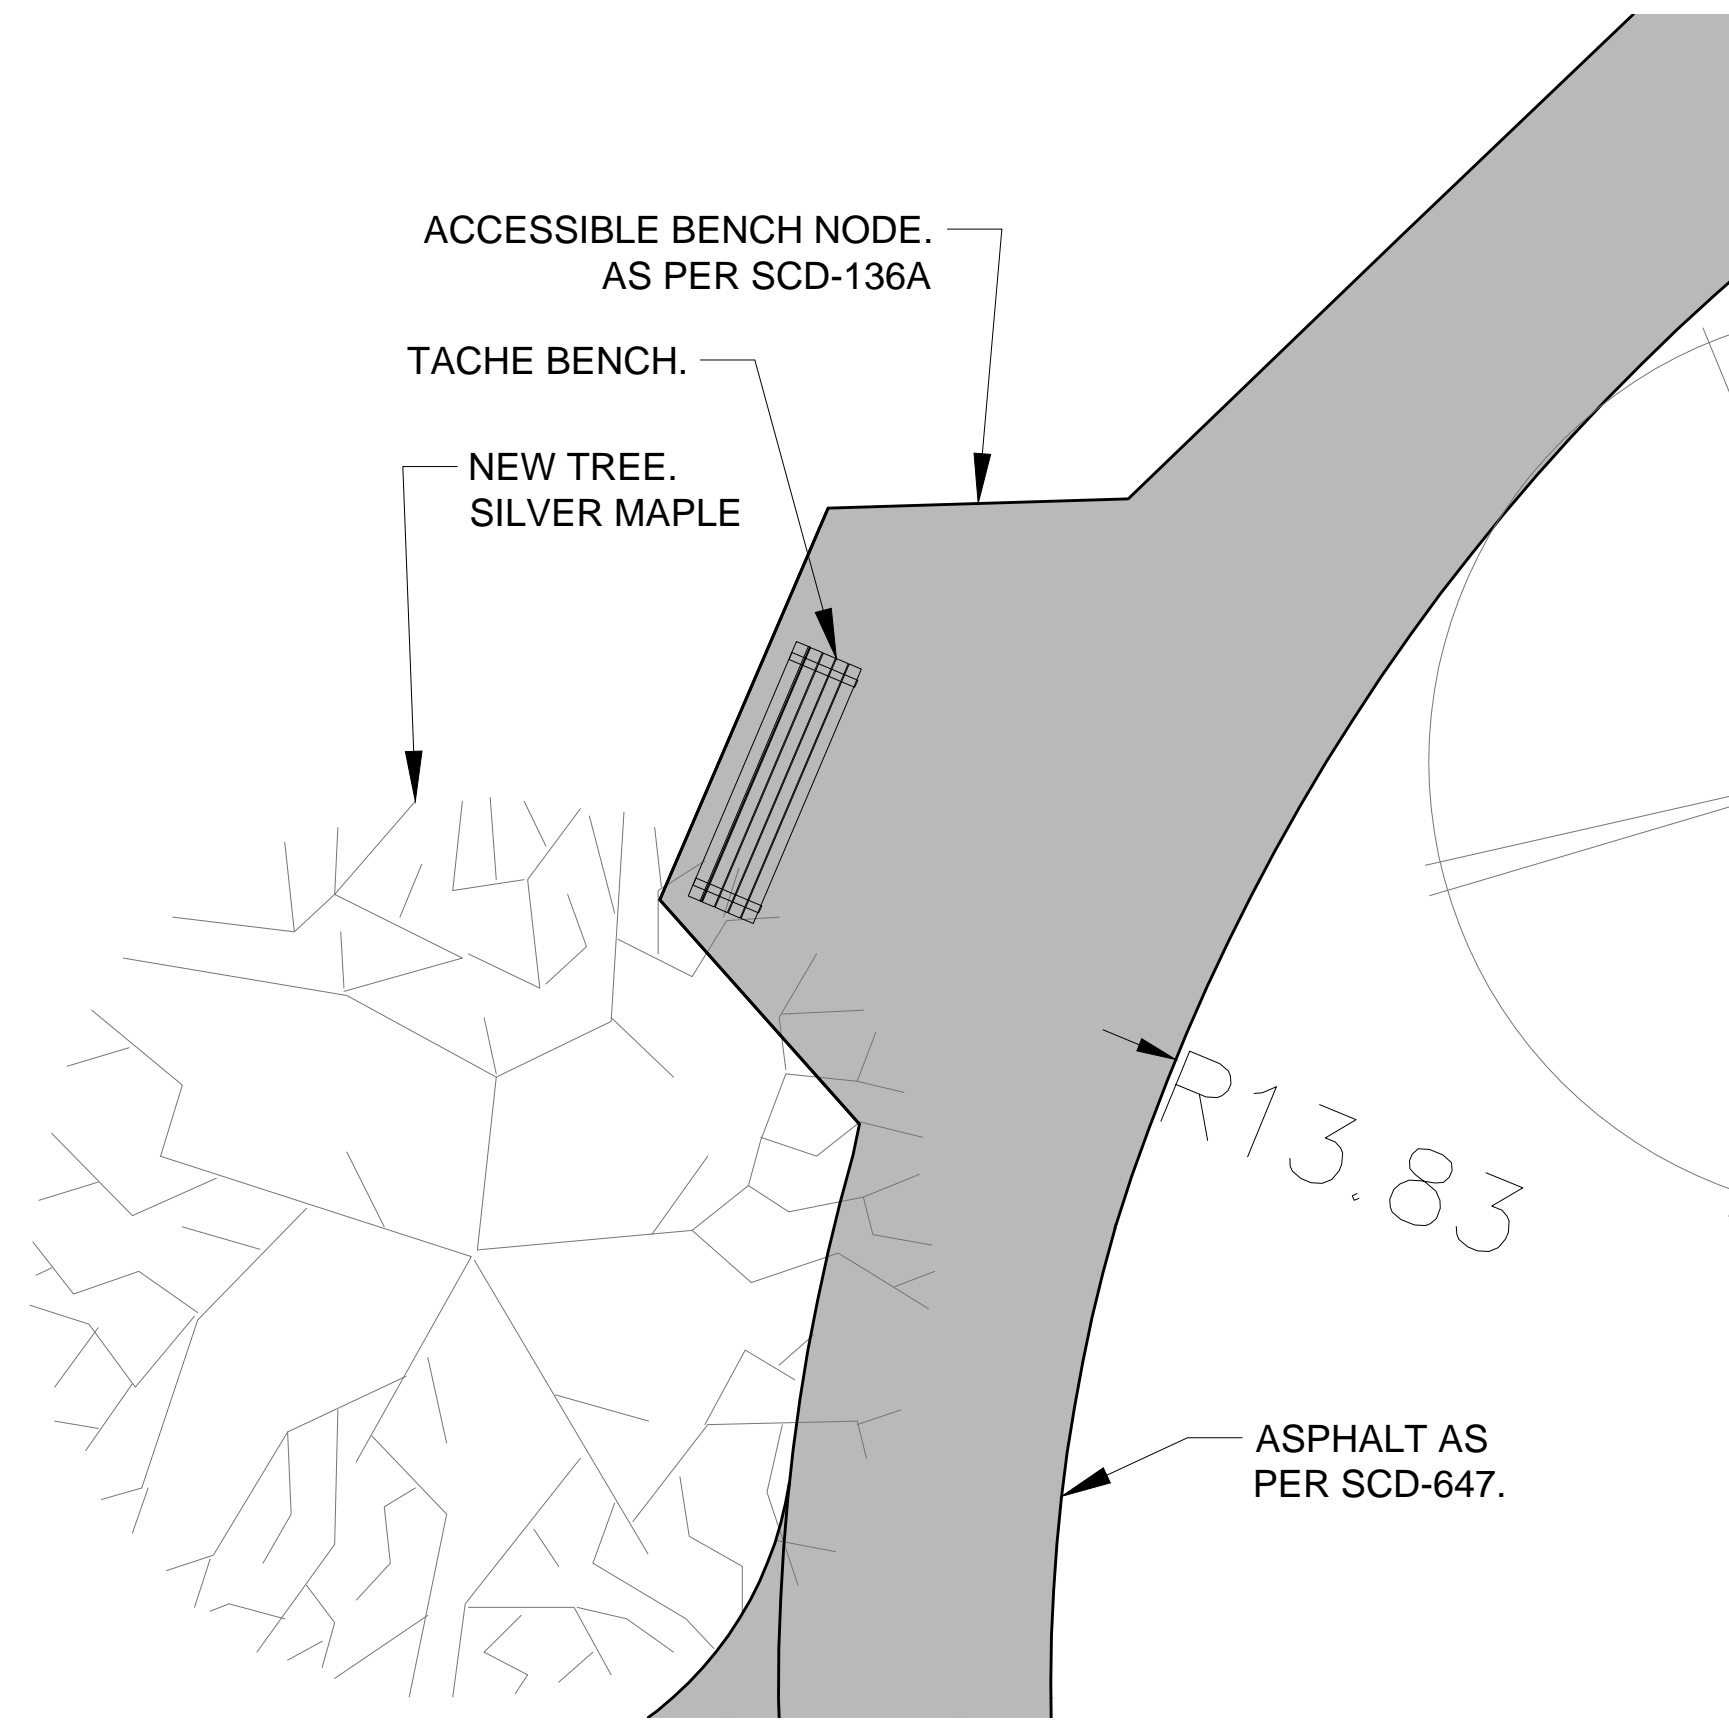 ACCESSIBLE BENCH NODE.
AS PER SCD-136A
TACHE BENCH.
NEW TREE.
SILVER MAPLE
R13.83
ASPHALT AS
PER SCD-647.